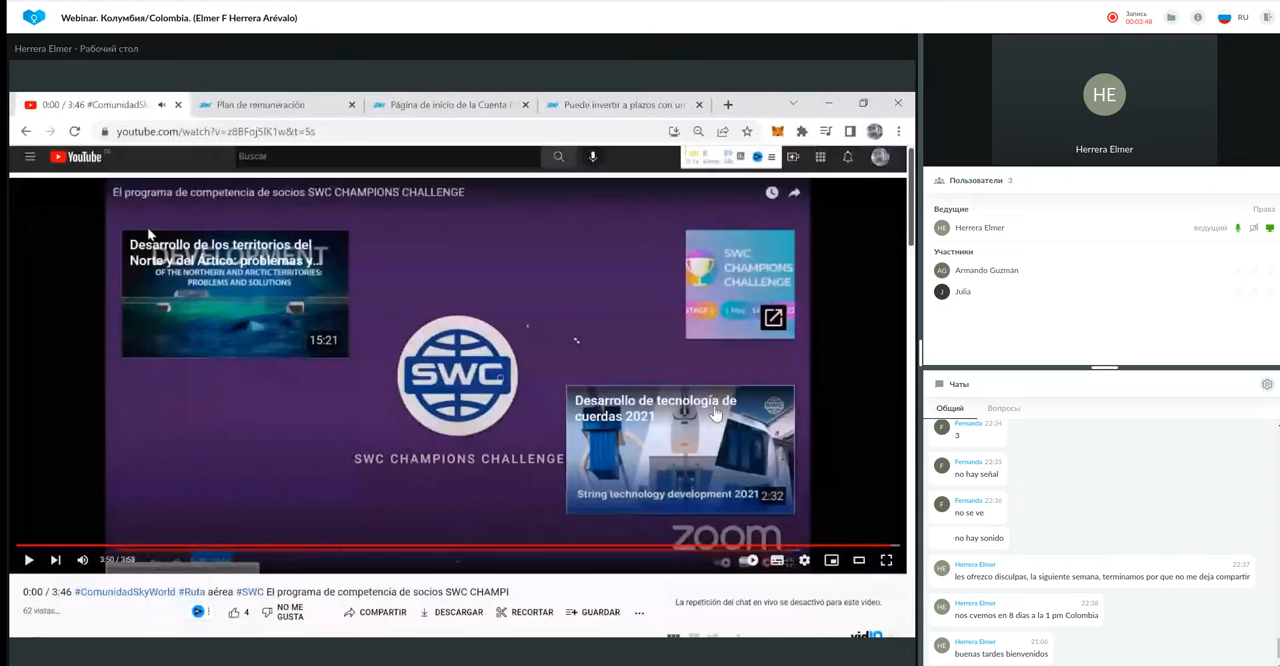 Webinar. Колумбия/Colombia. (Elmer F Herrera Arévalo)
Запись
00:03:48
RU
Herrera Elmer - Рабочий стол
0:00 / 3:46 #ComunidadSk
Plan de remuneración
Página de inicio de la Cuenta P
Puede invertir a plazos con un
youtube.com/watch?v=z8BFqj5lK1w&t=5s
YouTube
Buscar
El programa de competencia de socios SWC CHAMPIONS CHALLENGE
Desarrollo de los territorios del
Norte y del Ártico: problemas y...
OF THE NORTHERN AND ARCTIC TERRITORIES:
PROBLEMS AND SOLUTIONS
15:21
SWC
CHAMPIONS
CHALLENGE
SWC
SWC CHAMPIONS CHALLENGE
Desarrollo de tecnología de
cuerdas 2021
String technology development 2021
2:32
zoom
3:50 / 3:53
0:00 / 3:46 #ComunidadSkyWorld #Ruta aérea #SWC El programa de competencia de socios SWC CHAMPI
62 vistas...
4
NO ME
GUSTA
COMPARTIR
DESCARGAR
RECORTAR
GUARDAR
...
La repetición del chat en vivo se desactivó para este video.
vidIQ
HE
Herrera Elmer
Пользователи 3
Ведущие
Права
HE
Herrera Elmer
ведущий
Участники
AG
Armando Guzmán
J
Julia
Чаты
Общий
Вопросы
F
Fernanda 22:34
3
F
Fernanda 22:35
no hay señal
F
Fernanda 22:36
no se ve
no hay sonido
HE
Herrera Elmer 22:37
les ofrezco disculpas, la siguiente semana, terminamos por que no me deja compartir
HE
Herrera Elmer 22:38
nos cvemos en 8 dias a la 1 pm Colombia
HE
Herrera Elmer 21:06
buenas tardes bienvenidos